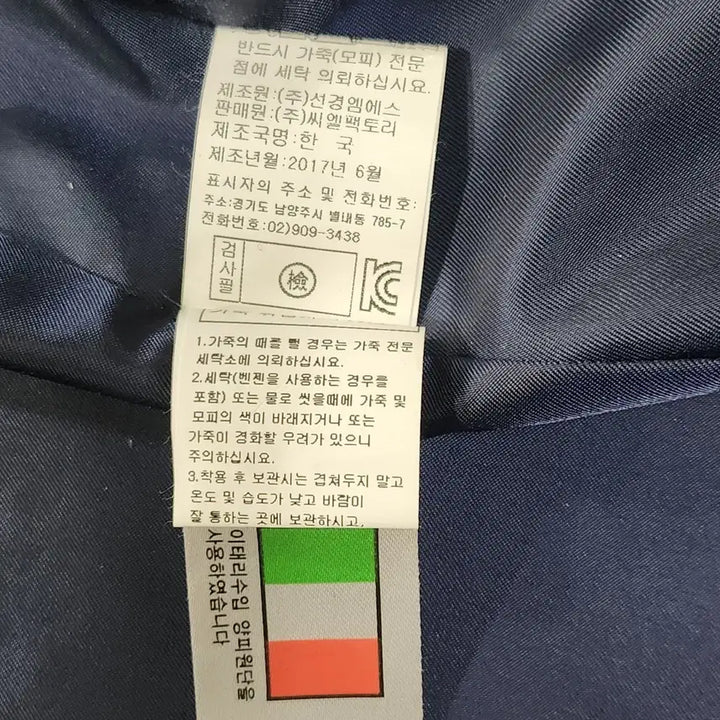 반드시 가죽(모피) 전문
점에 세탁 의뢰하십시요.
제조원:(주)선경엠에스
판매원:(주)씨엘팩토리
제조국명:한 국
제조년월:2017년 6월
표시자의 주소 및 전화번호:
주소:경기도 남양주시 별내동 785-7
전화번호:02)909-3438
검사필
檢
KC
1.가죽의 때를 뺄 경우는 가죽 전문
세탁소에 의뢰하십시요.
2.세탁(벤젠을 사용하는 경우를
포함) 또는 물로 씻을때에 가죽 및
모피의 색이 바래지거나 또는
가죽이 경화할 우려가 있으니
주의하십시요.
3.착용 후 보관시는 겹쳐두지 말고
온도 및 습도가 낮고 바람이
잘 통하는 곳에 보관하시고,
이태리수입 양피원단을
사용하였습니다